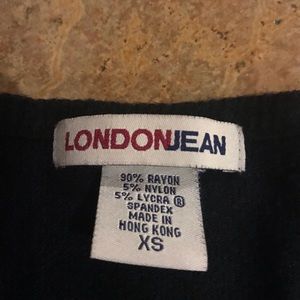 LONDONJEAN
90% RAYON
5% NYLON
5% LYCRA ®
SPANDEX
MADE IN
HONG KONG
XS